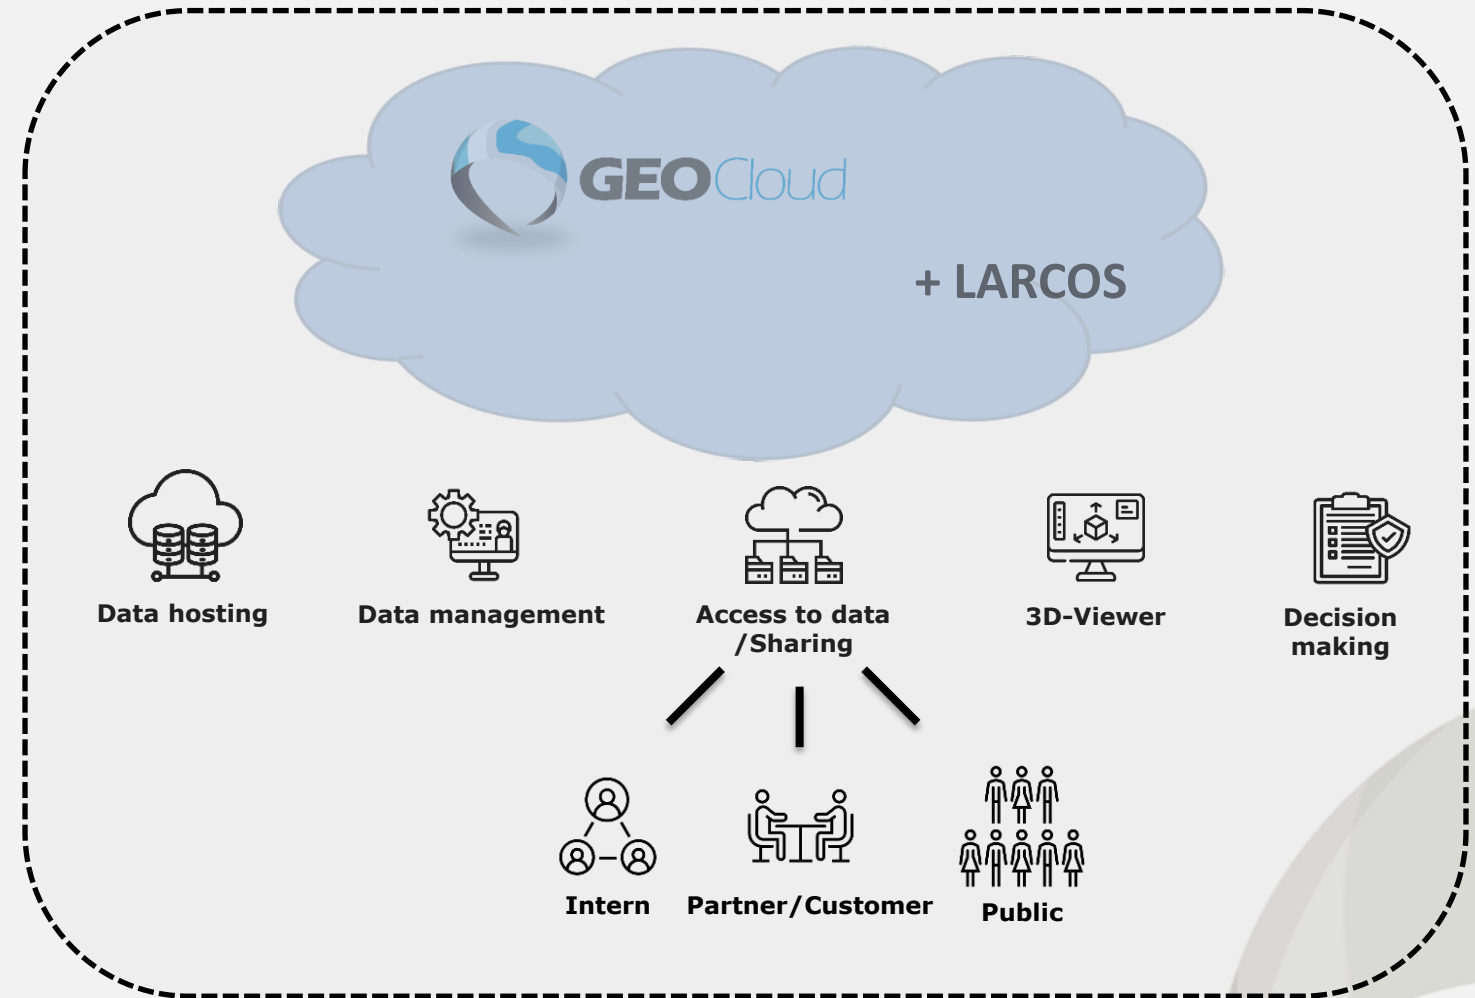 GEOCloud
+ LARCOS
Data hosting
Data management
Access to data
/Sharing
3D-Viewer
Decision
making
Intern
Partner/Customer
Public